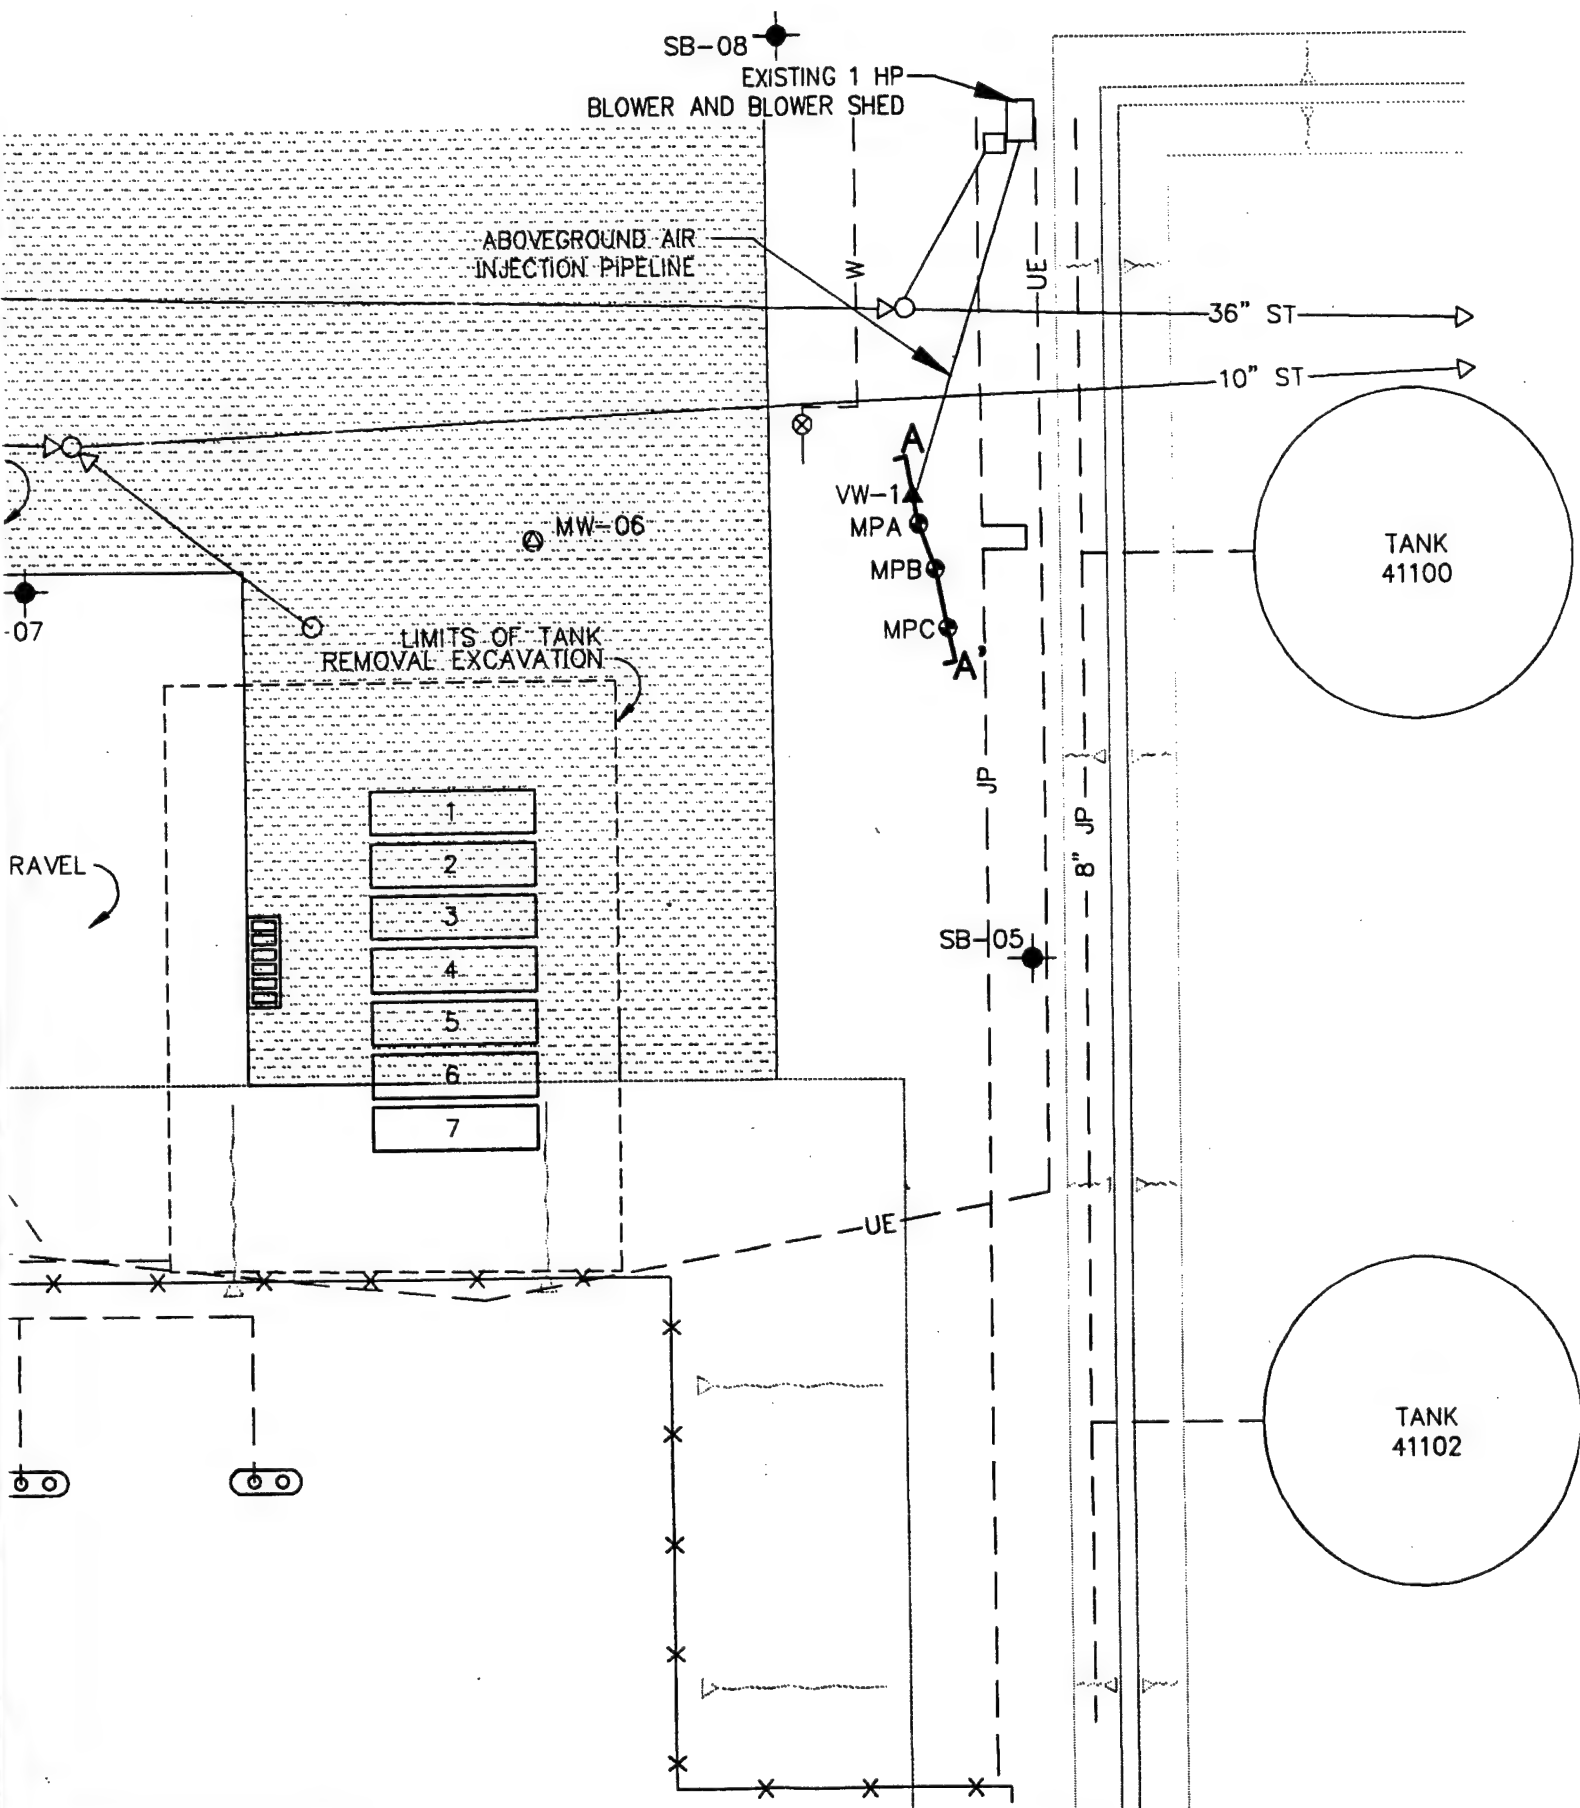 SB-08
EXISTING 1 HP
BLOWER AND BLOWER SHED
ABOVEGROUND AIR
INJECTION PIPELINE
W
UE
36" ST
10" ST
A
VW-1
MPA
MPB
MPC
A'
MW-06
TANK
41100
-07
LIMITS OF TANK
REMOVAL EXCAVATION
JP
8" JP
1
2
3
4
5
6
7
RAVEL
SB-05
UE
TANK
41102